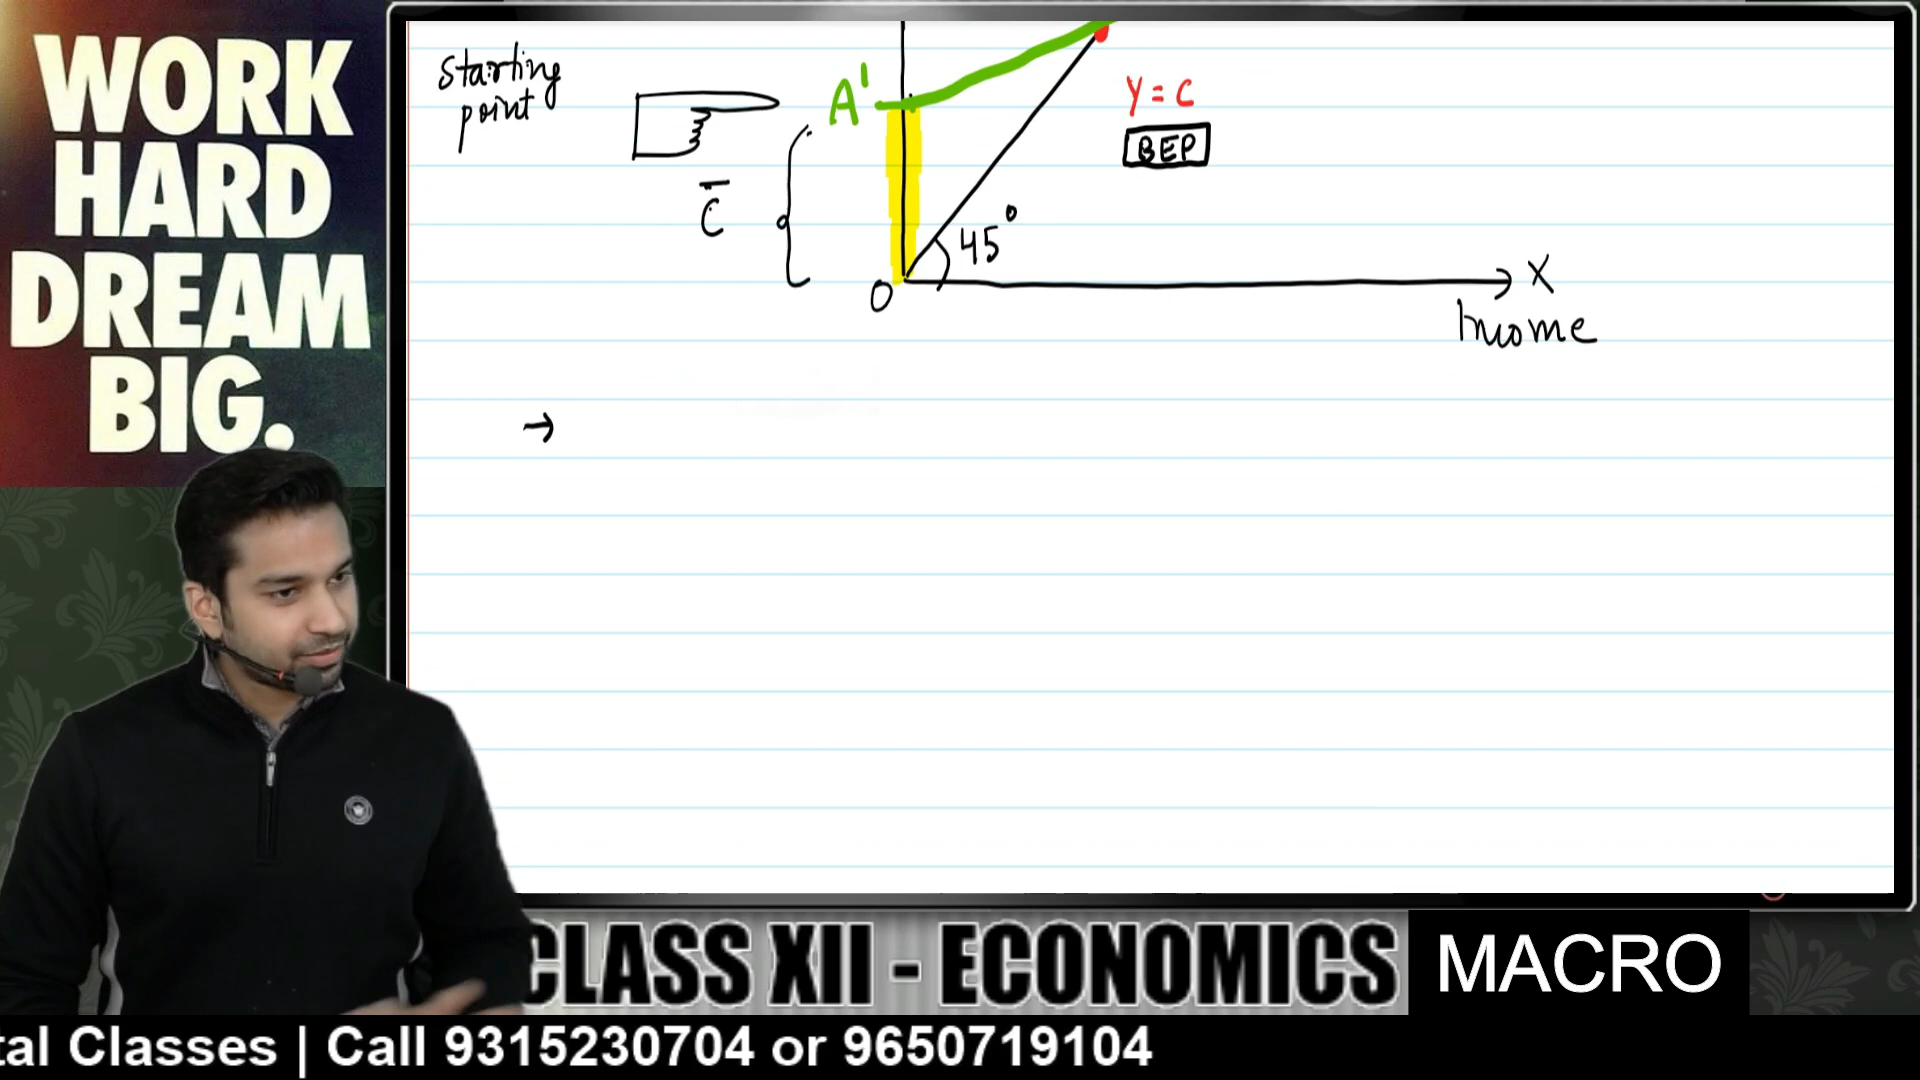 WORK
HARD
DREAM
BIG.
Starting
point
A'
Y = C
BEP
C̅
45°
O
X
Income
→
CLASS XII - ECONOMICS
MACRO
tal Classes | Call 9315230704 or 9650719104